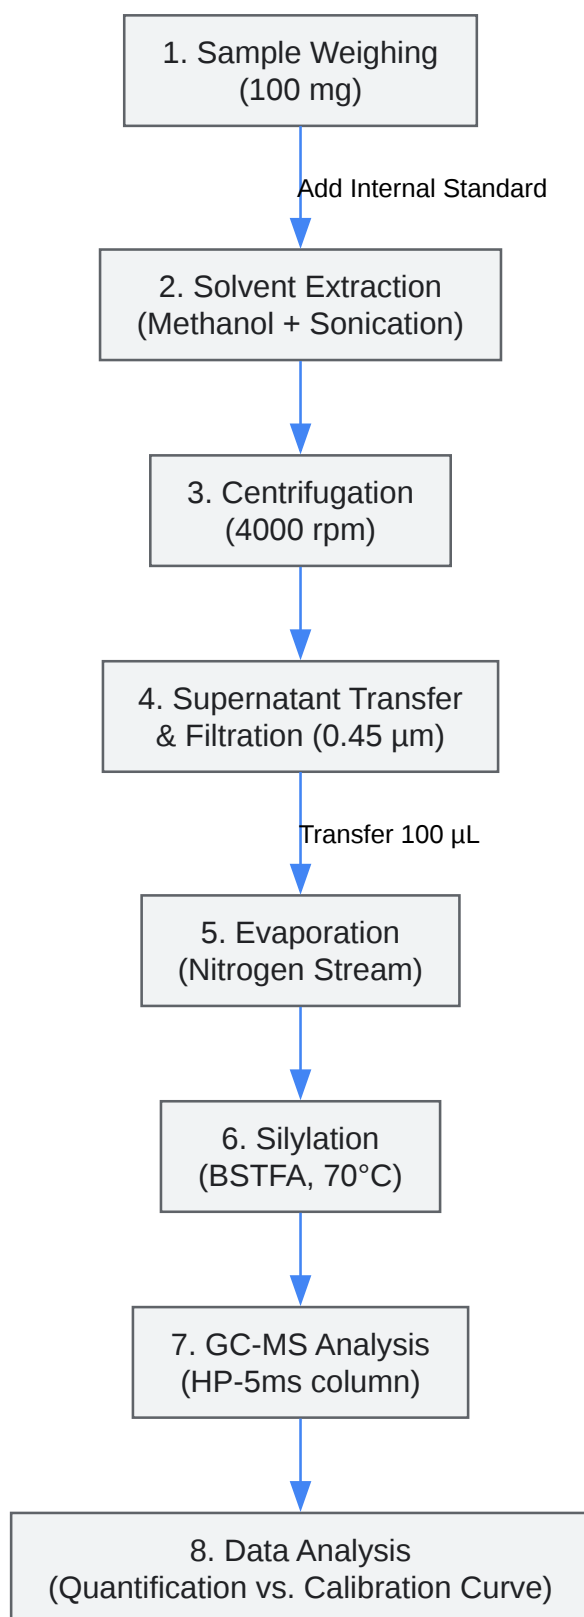 1. Sample Weighing
(100 mg)
Add Internal Standard
2. Solvent Extraction
(Methanol + Sonication)
3. Centrifugation
(4000 rpm)
4. Supernatant Transfer
& Filtration (0.45 µm)
Transfer 100 µL
5. Evaporation
(Nitrogen Stream)
6. Silylation
(BSTFA, 70°C)
7. GC-MS Analysis
(HP-5ms column)
8. Data Analysis
(Quantification vs. Calibration Curve)